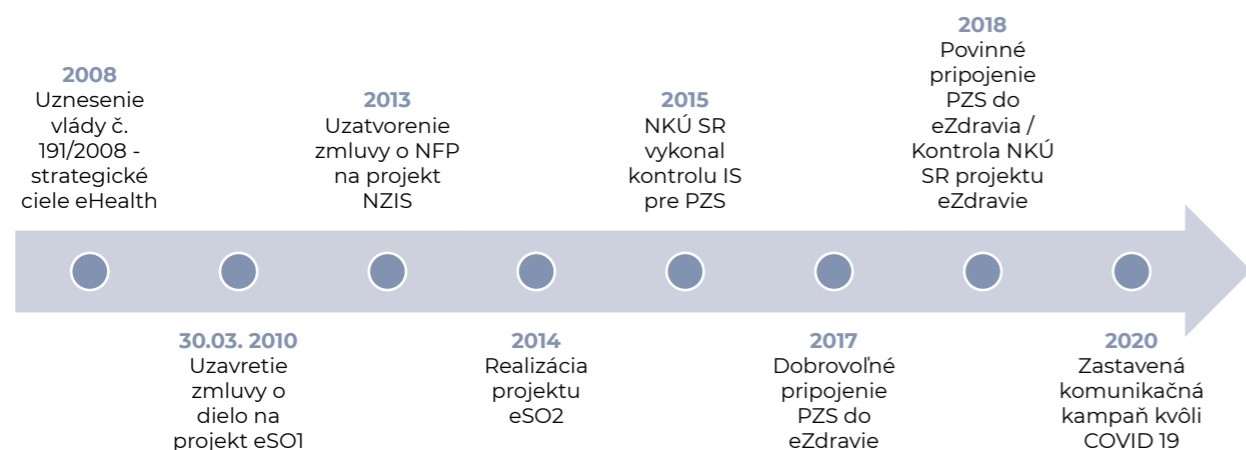 2008
Uznesenie
vlády č.
191/2008 -
strategické
ciele eHealth
30.03. 2010
Uzavretie
zmluvy o
dielo na
projekt eSO1
2013
Uzatvorenie
zmluvy o NFP
na projekt
NZIS
2014
Realizácia
projektu
eSO2
2015
NKÚ SR
vykonal
kontrolu IS
pre PZS
2017
Dobrovoľné
pripojenie
PZS do
eZdravie
2018
Povinné
pripojenie
PZS do
eZdravia /
Kontrola NKÚ
SR projektu
eZdravie
2020
Zastavená
komunikačná
kampaň kvôli
COVID 19